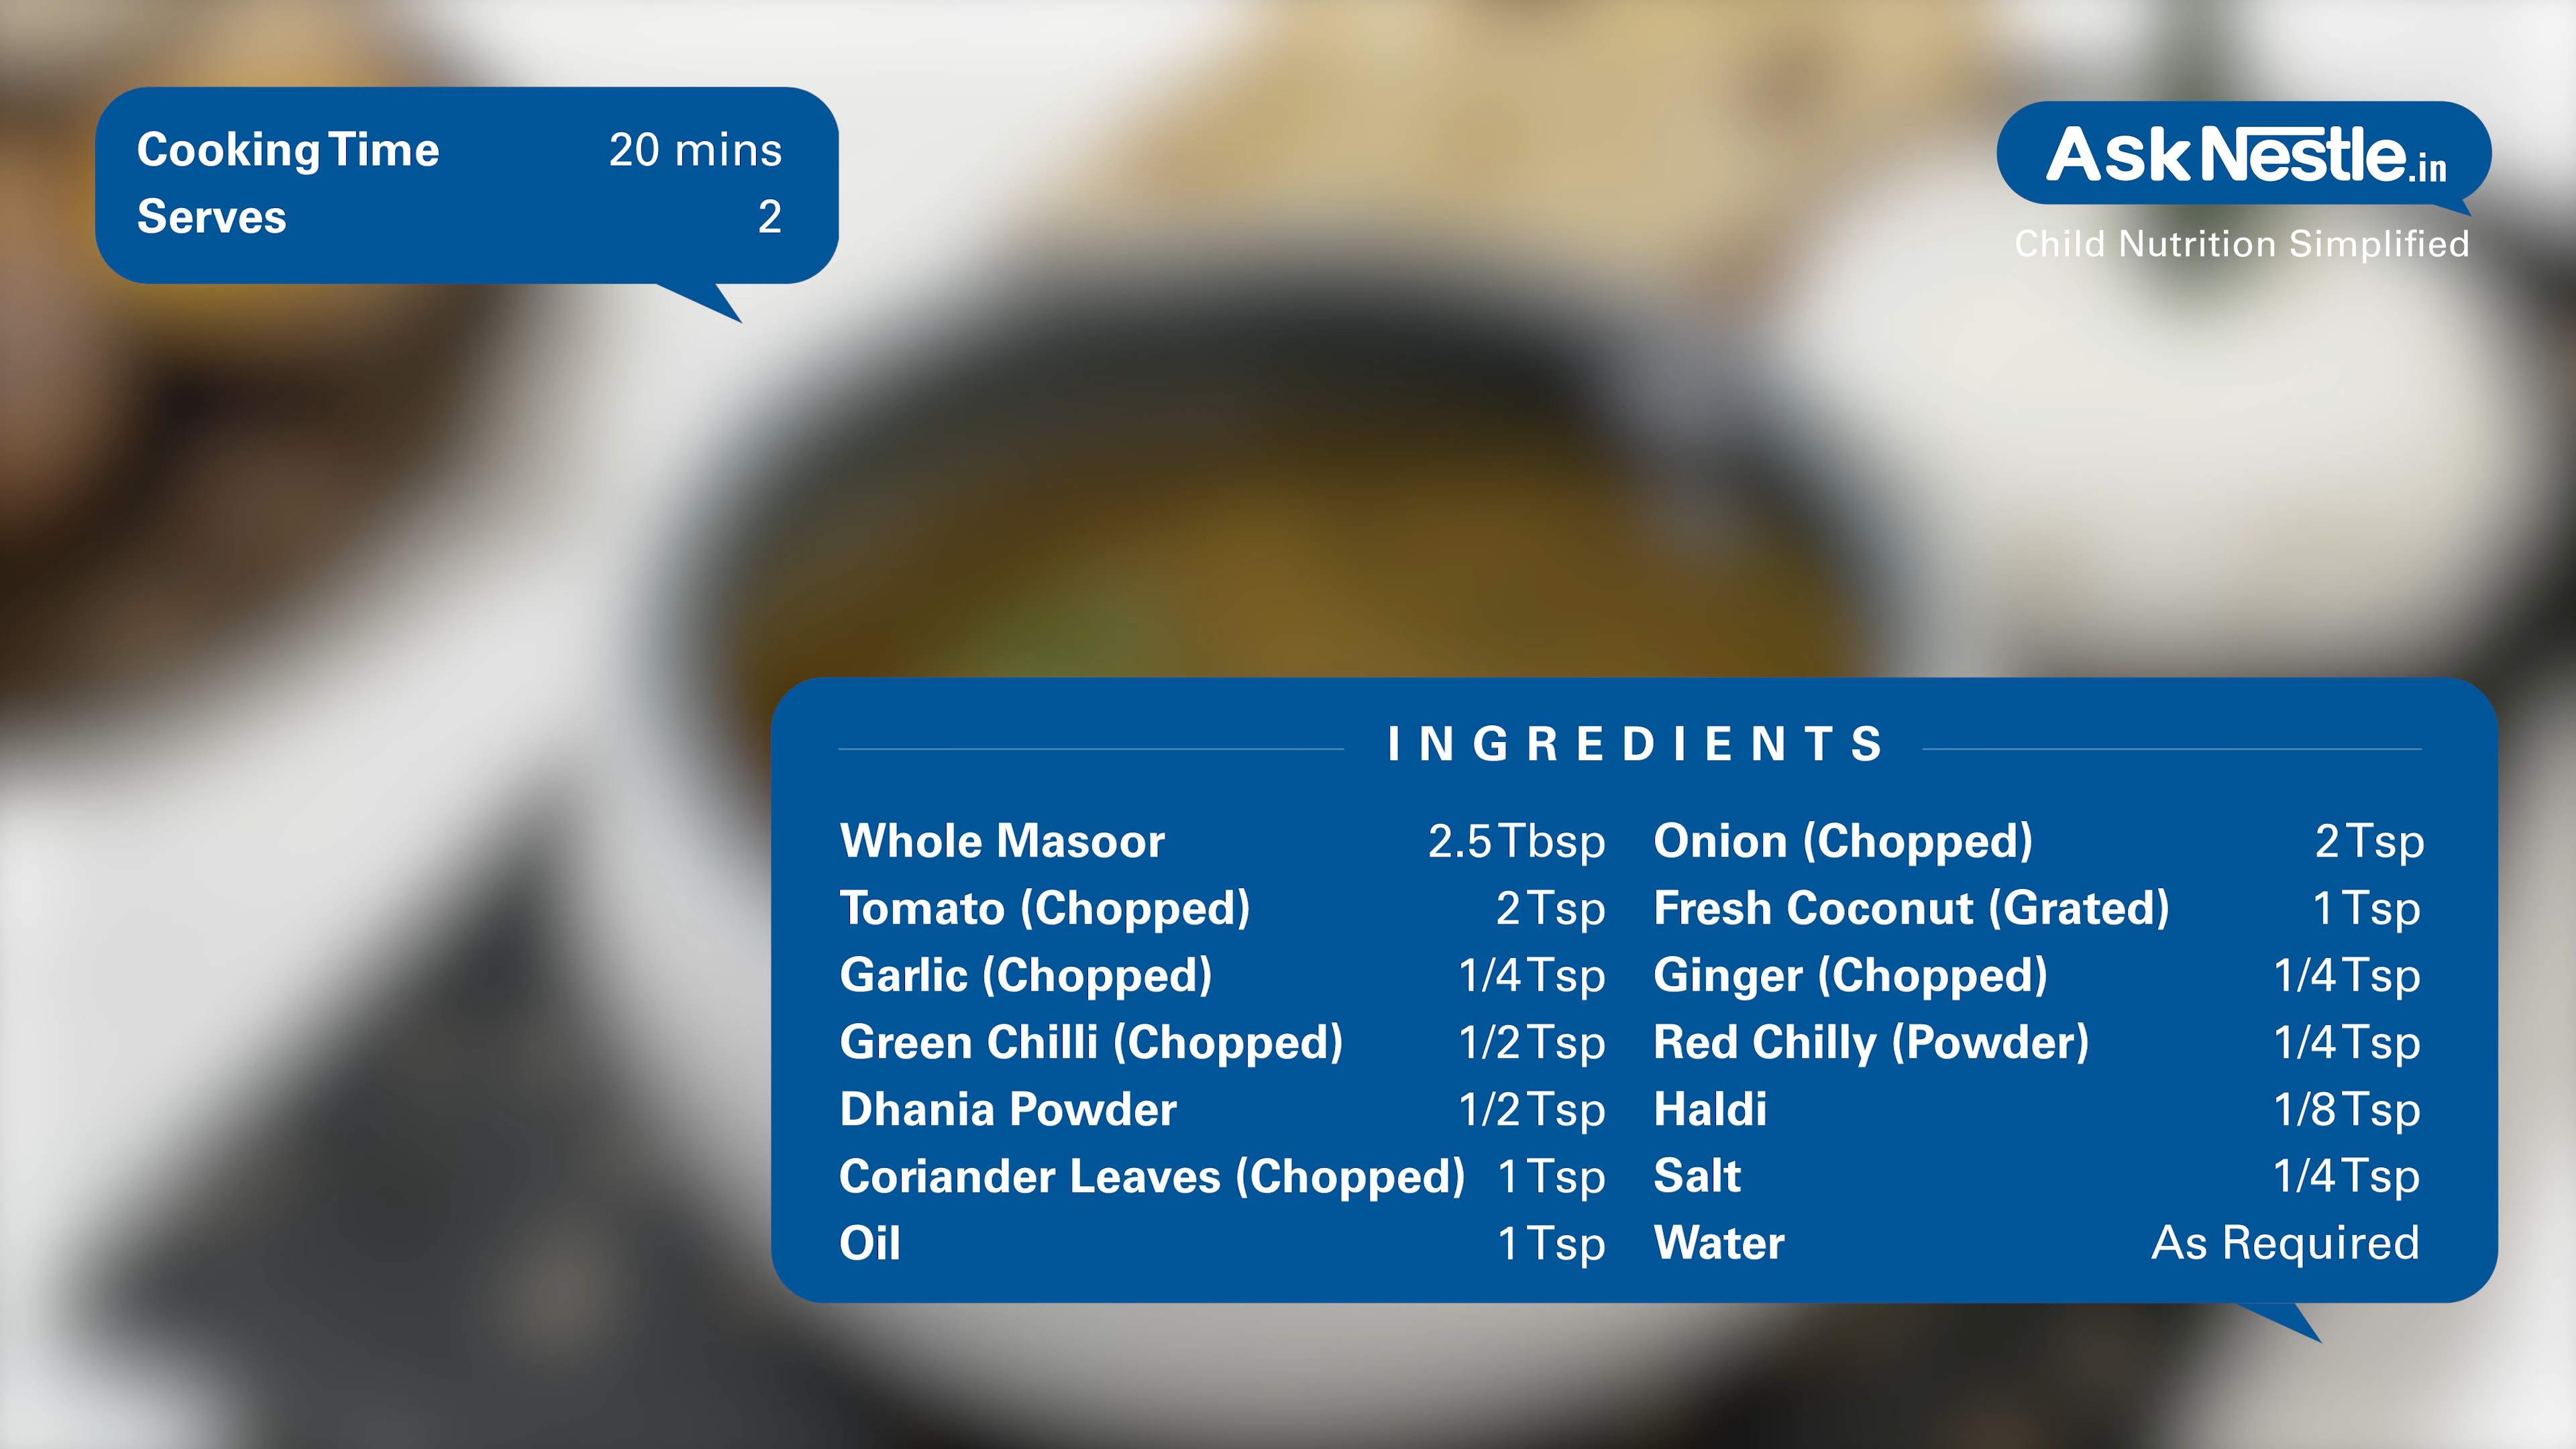 Cooking Time 20 mins
Serves 2
AskNestle.in
Child Nutrition Simplified
INGREDIENTS
Whole Masoor 2.5 Tbsp Onion (Chopped) 2 Tsp
Tomato (Chopped) 2 Tsp Fresh Coconut (Grated) 1 Tsp
Garlic (Chopped) 1/4 Tsp Ginger (Chopped) 1/4 Tsp
Green Chilli (Chopped) 1/2 Tsp Red Chilly (Powder) 1/4 Tsp
Dhania Powder 1/2 Tsp Haldi 1/8 Tsp
Coriander Leaves (Chopped) 1 Tsp Salt 1/4 Tsp
Oil 1 Tsp Water As Required